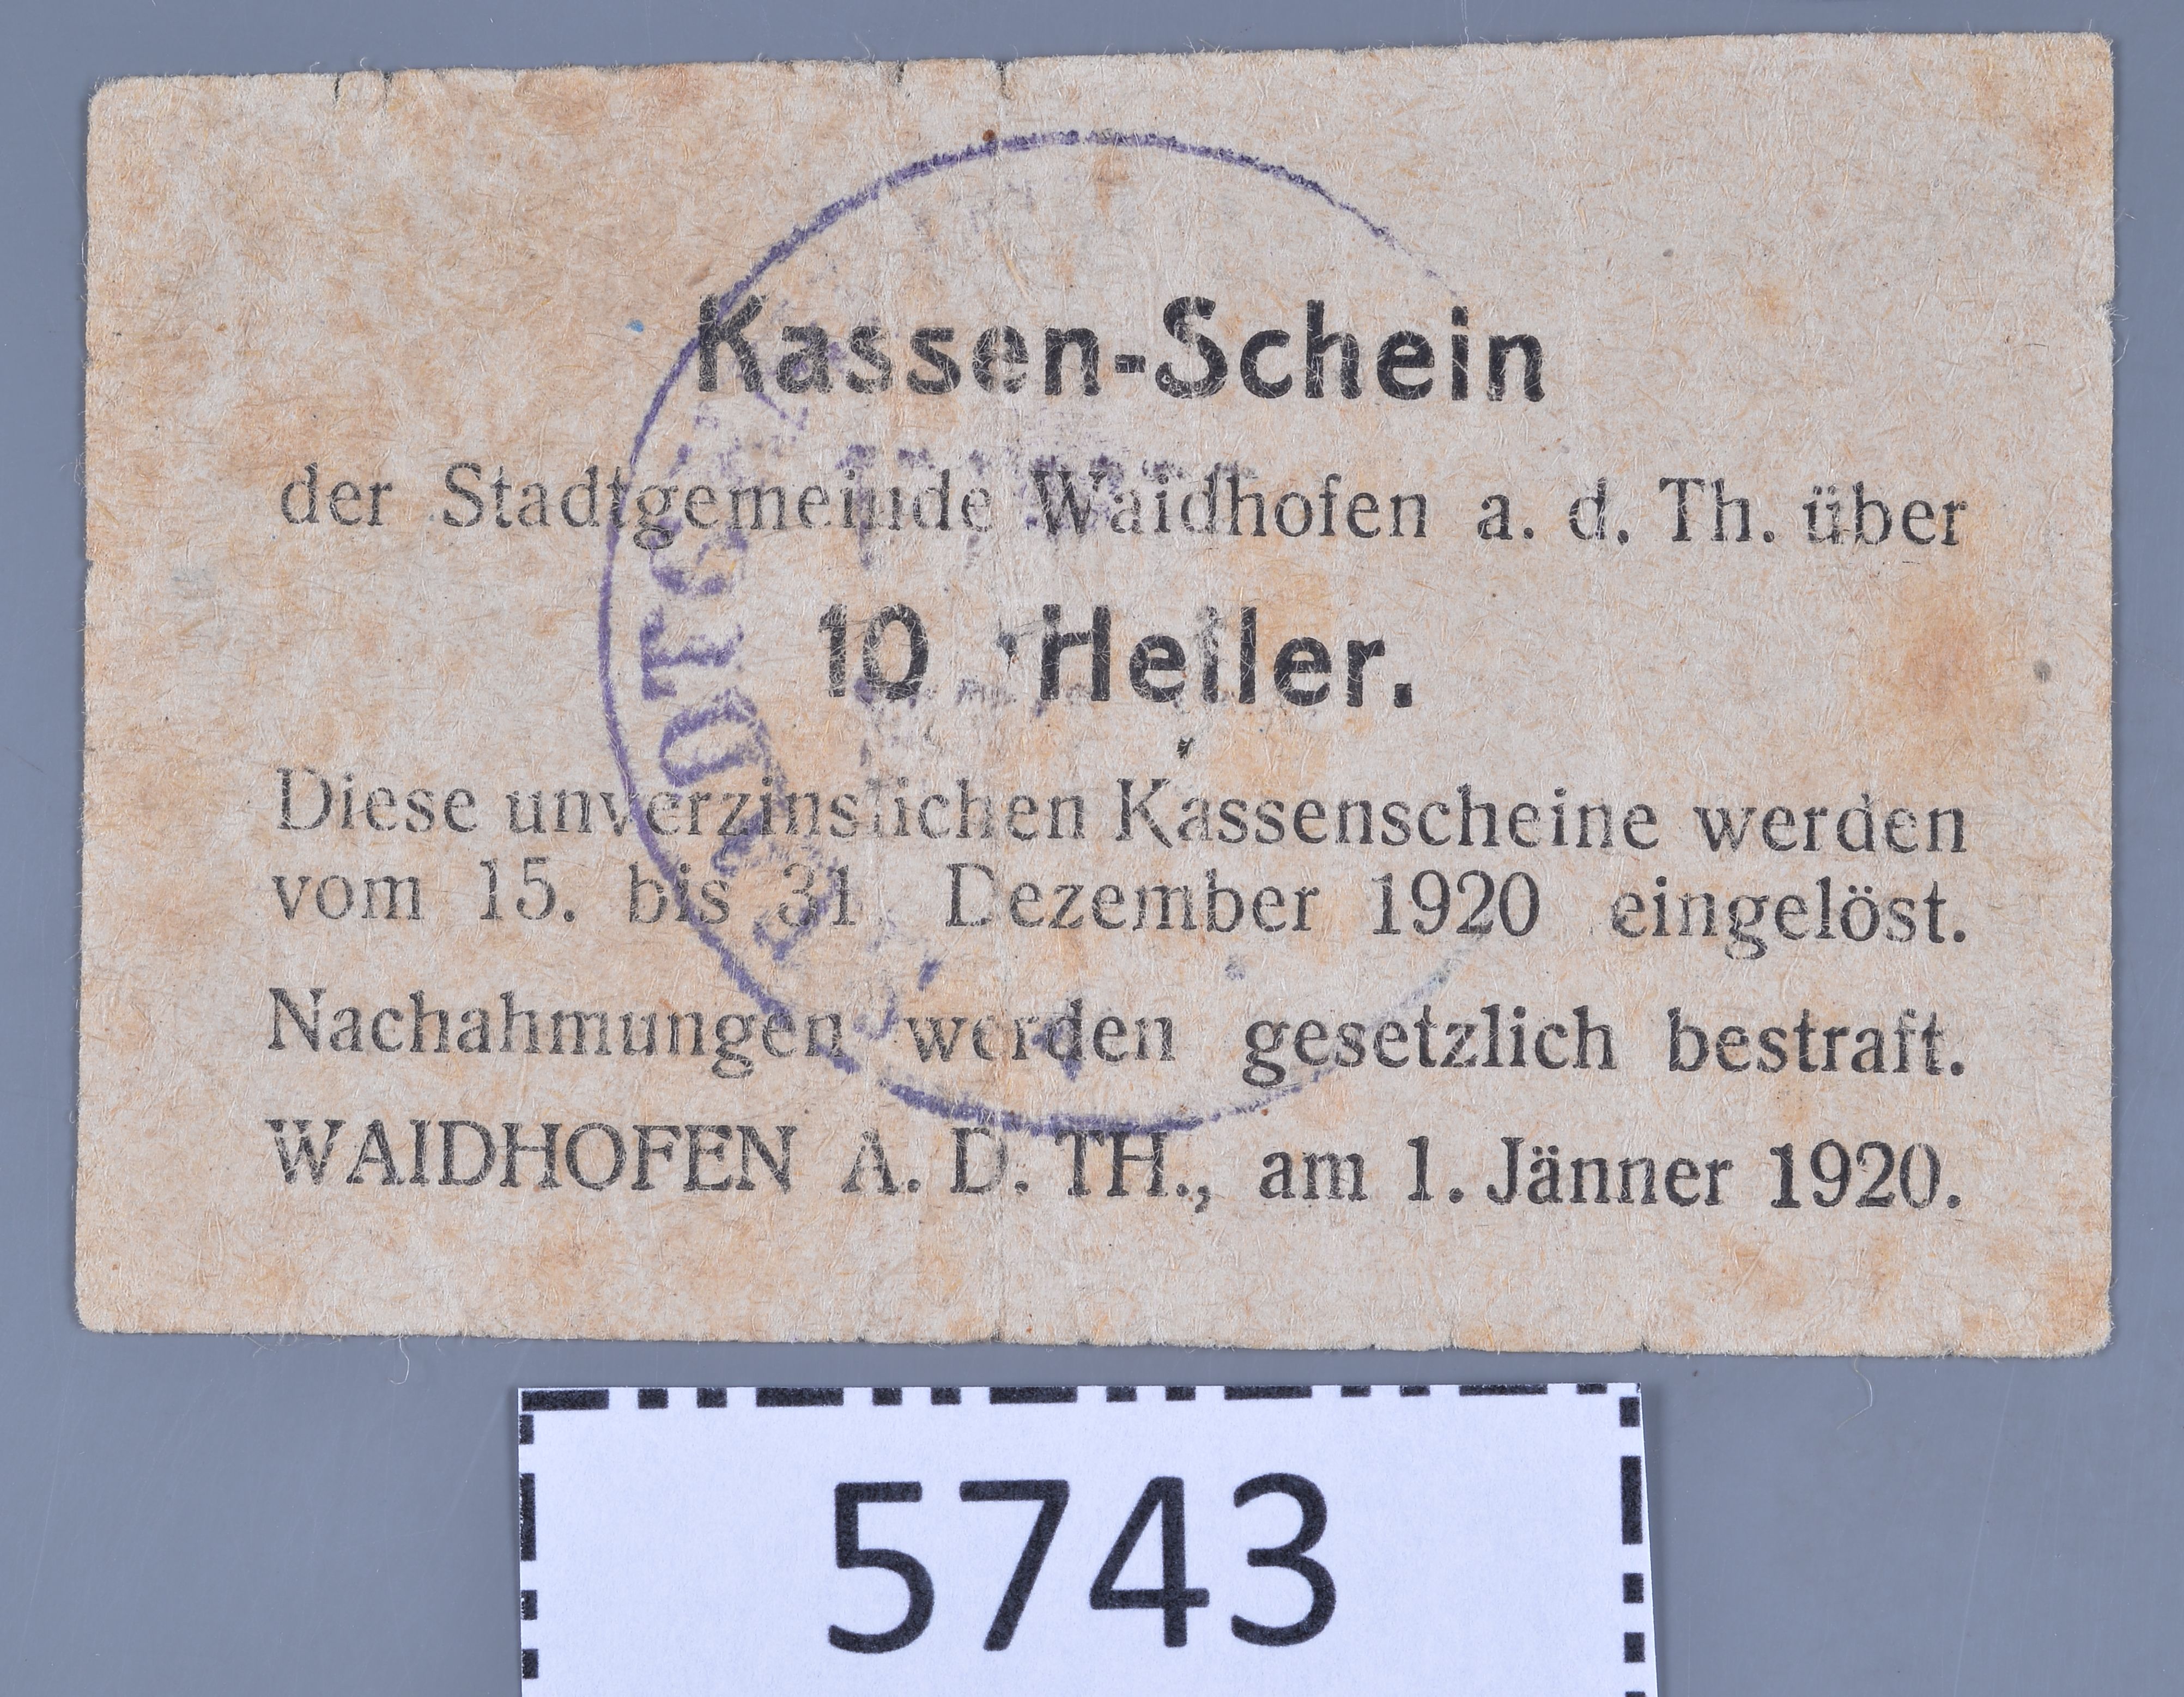 Kassen-Schein
der Stadtgemeinde Waidhofen a. d. Th. über
10 Heller.
Diese unverzinslichen Kassenscheine werden
vom 15. bis 31 Dezember 1920 eingelöst.
Nachahmungen werden gesetzlich bestraft.
WAIDHOFEN A. D. TH., am 1. Jänner 1920.
STADTG
5743